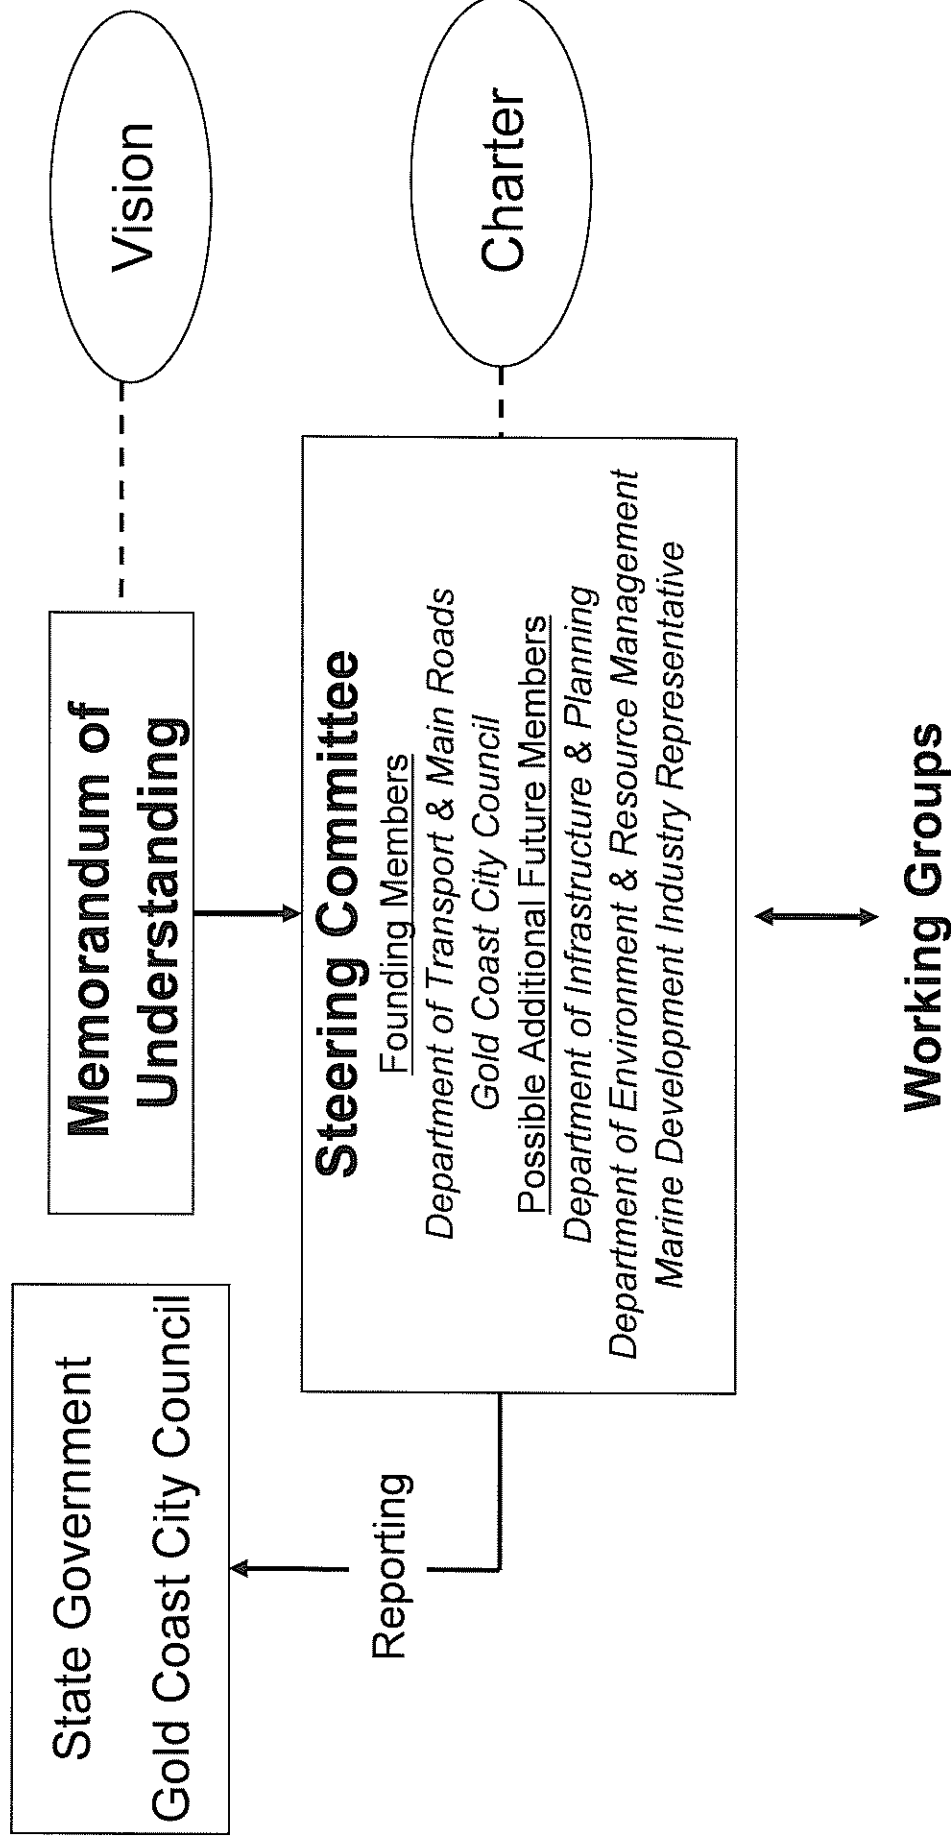 State Government
Gold Coast City Council
Memorandum of
Understanding
Vision
Reporting
Steering Committee
Founding Members
Department of Transport & Main Roads
Gold Coast City Council
Possible Additional Future Members
Department of Infrastructure & Planning
Department of Environment & Resource Management
Marine Development Industry Representative
Charter
Working Groups